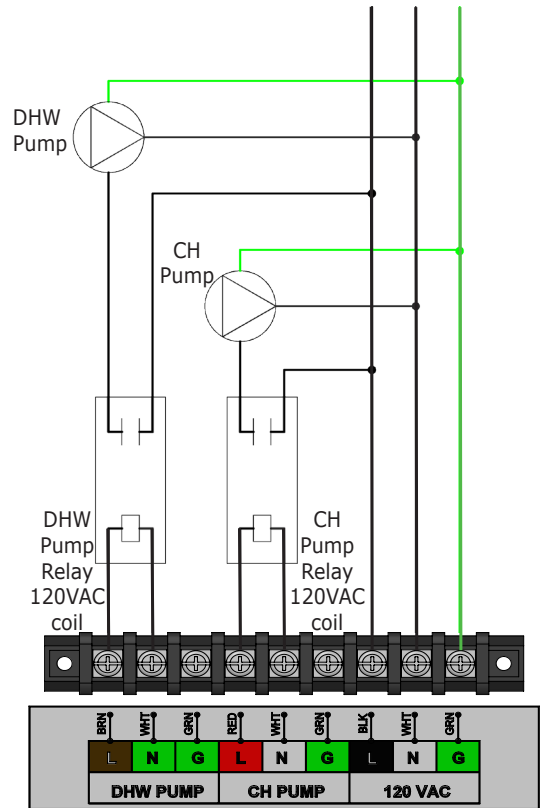 DHW
Pump
CH
Pump
DHW
Pump
Relay
120VAC
coil
CH
Pump
Relay
120VAC
coil
BRN WHT GRN RED WHT GRN BLK WHT GRN
L N G L N G L N G
DHW PUMP CH PUMP 120 VAC